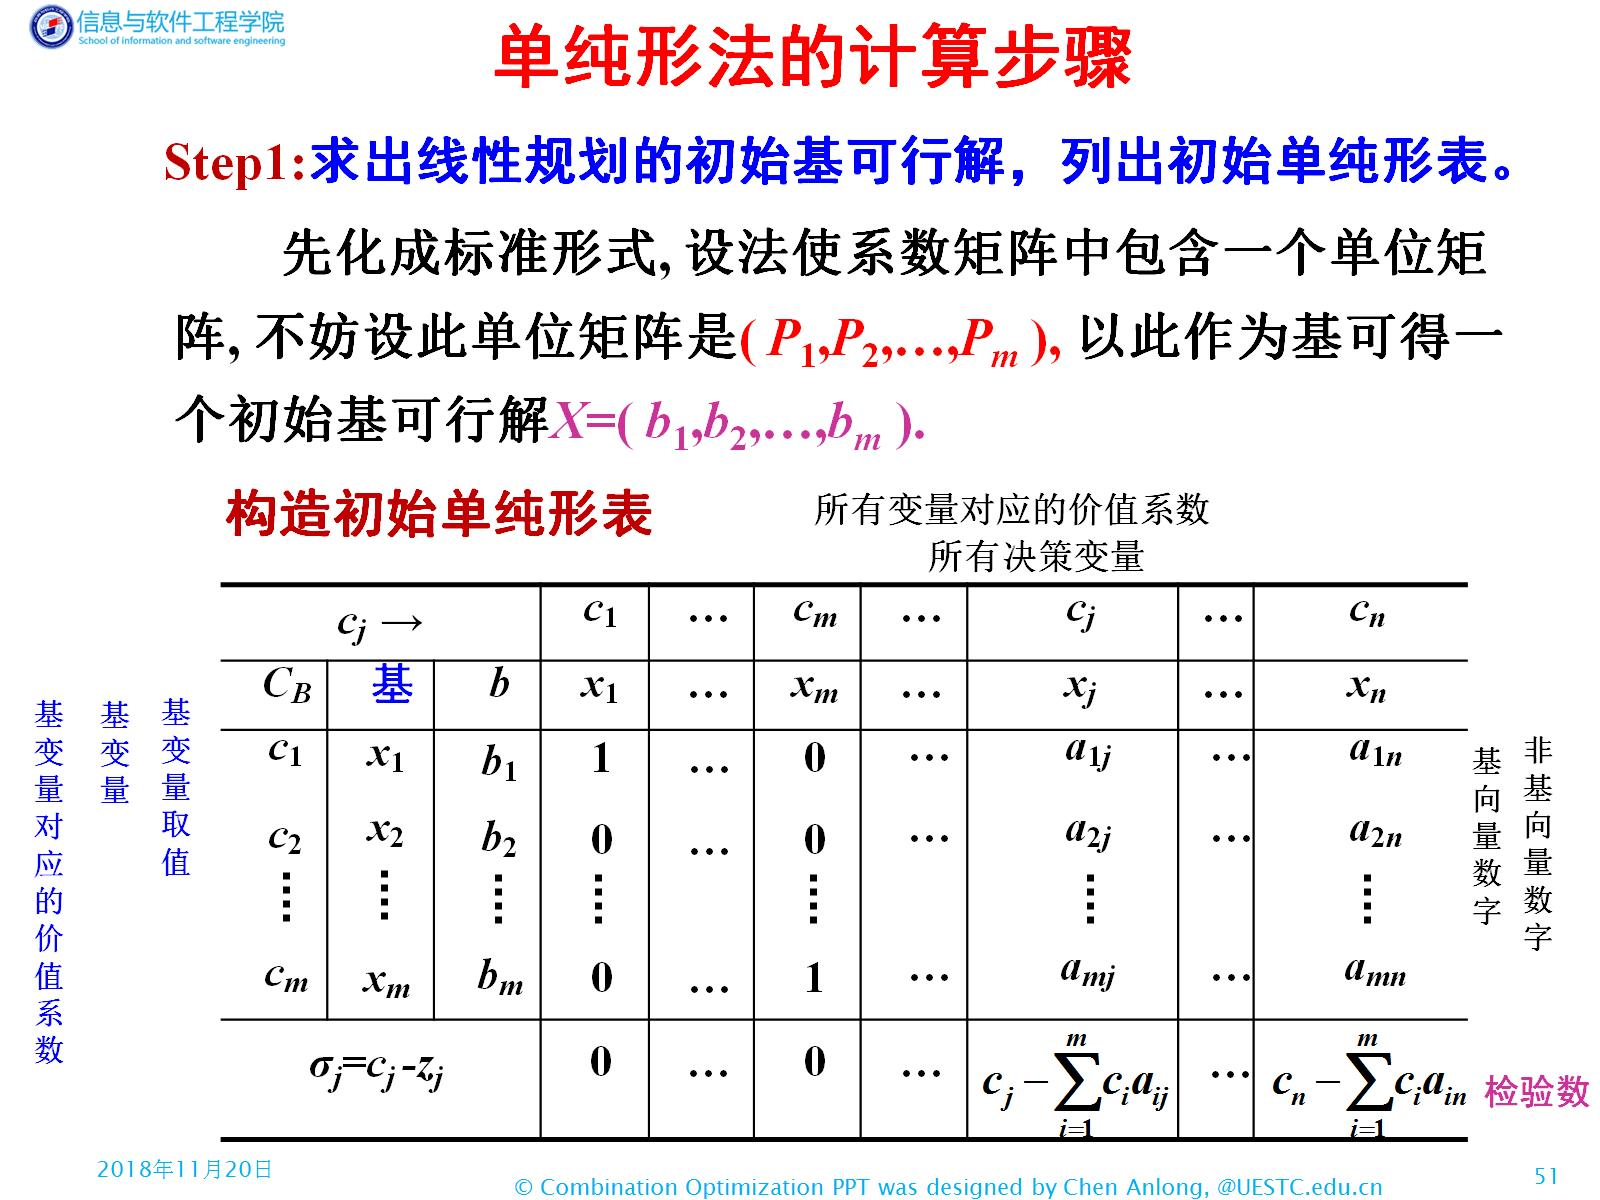 信息与软件工程学院
School of information and software engineering
单纯形法的计算步骤
Step1:求出线性规划的初始基可行解，列出初始单纯形表。
先化成标准形式, 设法使系数矩阵中包含一个单位矩
阵, 不妨设此单位矩阵是( P1,P2,…,Pm ), 以此作为基可得一
个初始基可行解X=( b1,b2,…,bm ).
构造初始单纯形表
所有变量对应的价值系数
所有决策变量
cj → c1 … cm … cj … cn
CB 基 b x1 … xm … xj … xn
c1 x1 b1 1 … 0 … a1j … a1n
c2 x2 b2 0 … 0 … a2j … a2n
⋮ ⋮ ⋮ ⋮ ⋮ ⋮ ⋮
cm xm bm 0 … 1 … amj … amn
σj=cj -zj 0 … 0 … cj – ∑_{i=1}^{m} ci aij … cn – ∑_{i=1}^{m} ci ain
基变量对应的价值系数
基变量
基变量取值
基向量数字
非基向量数字
检验数
2018年11月20日
© Combination Optimization PPT was designed by Chen Anlong, @UESTC.edu.cn
51